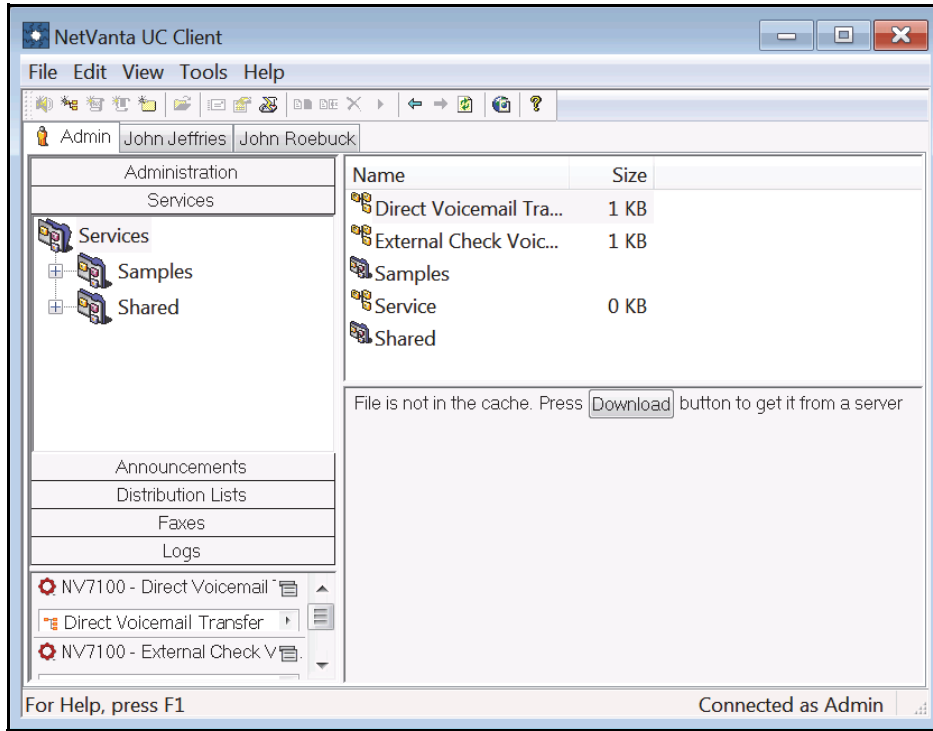 NetVanta UC Client
File Edit View Tools Help
Admin John Jeffries John Roebuck
Administration
Services
Services
Samples
Shared
Announcements
Distribution Lists
Faxes
Logs
NV7100 - Direct Voicemail
Direct Voicemail Transfer
NV7100 - External Check V
Name Size
Direct Voicemail Tra... 1 KB
External Check Voic... 1 KB
Samples
Service 0 KB
Shared
File is not in the cache. Press Download button to get it from a server
For Help, press F1
Connected as Admin